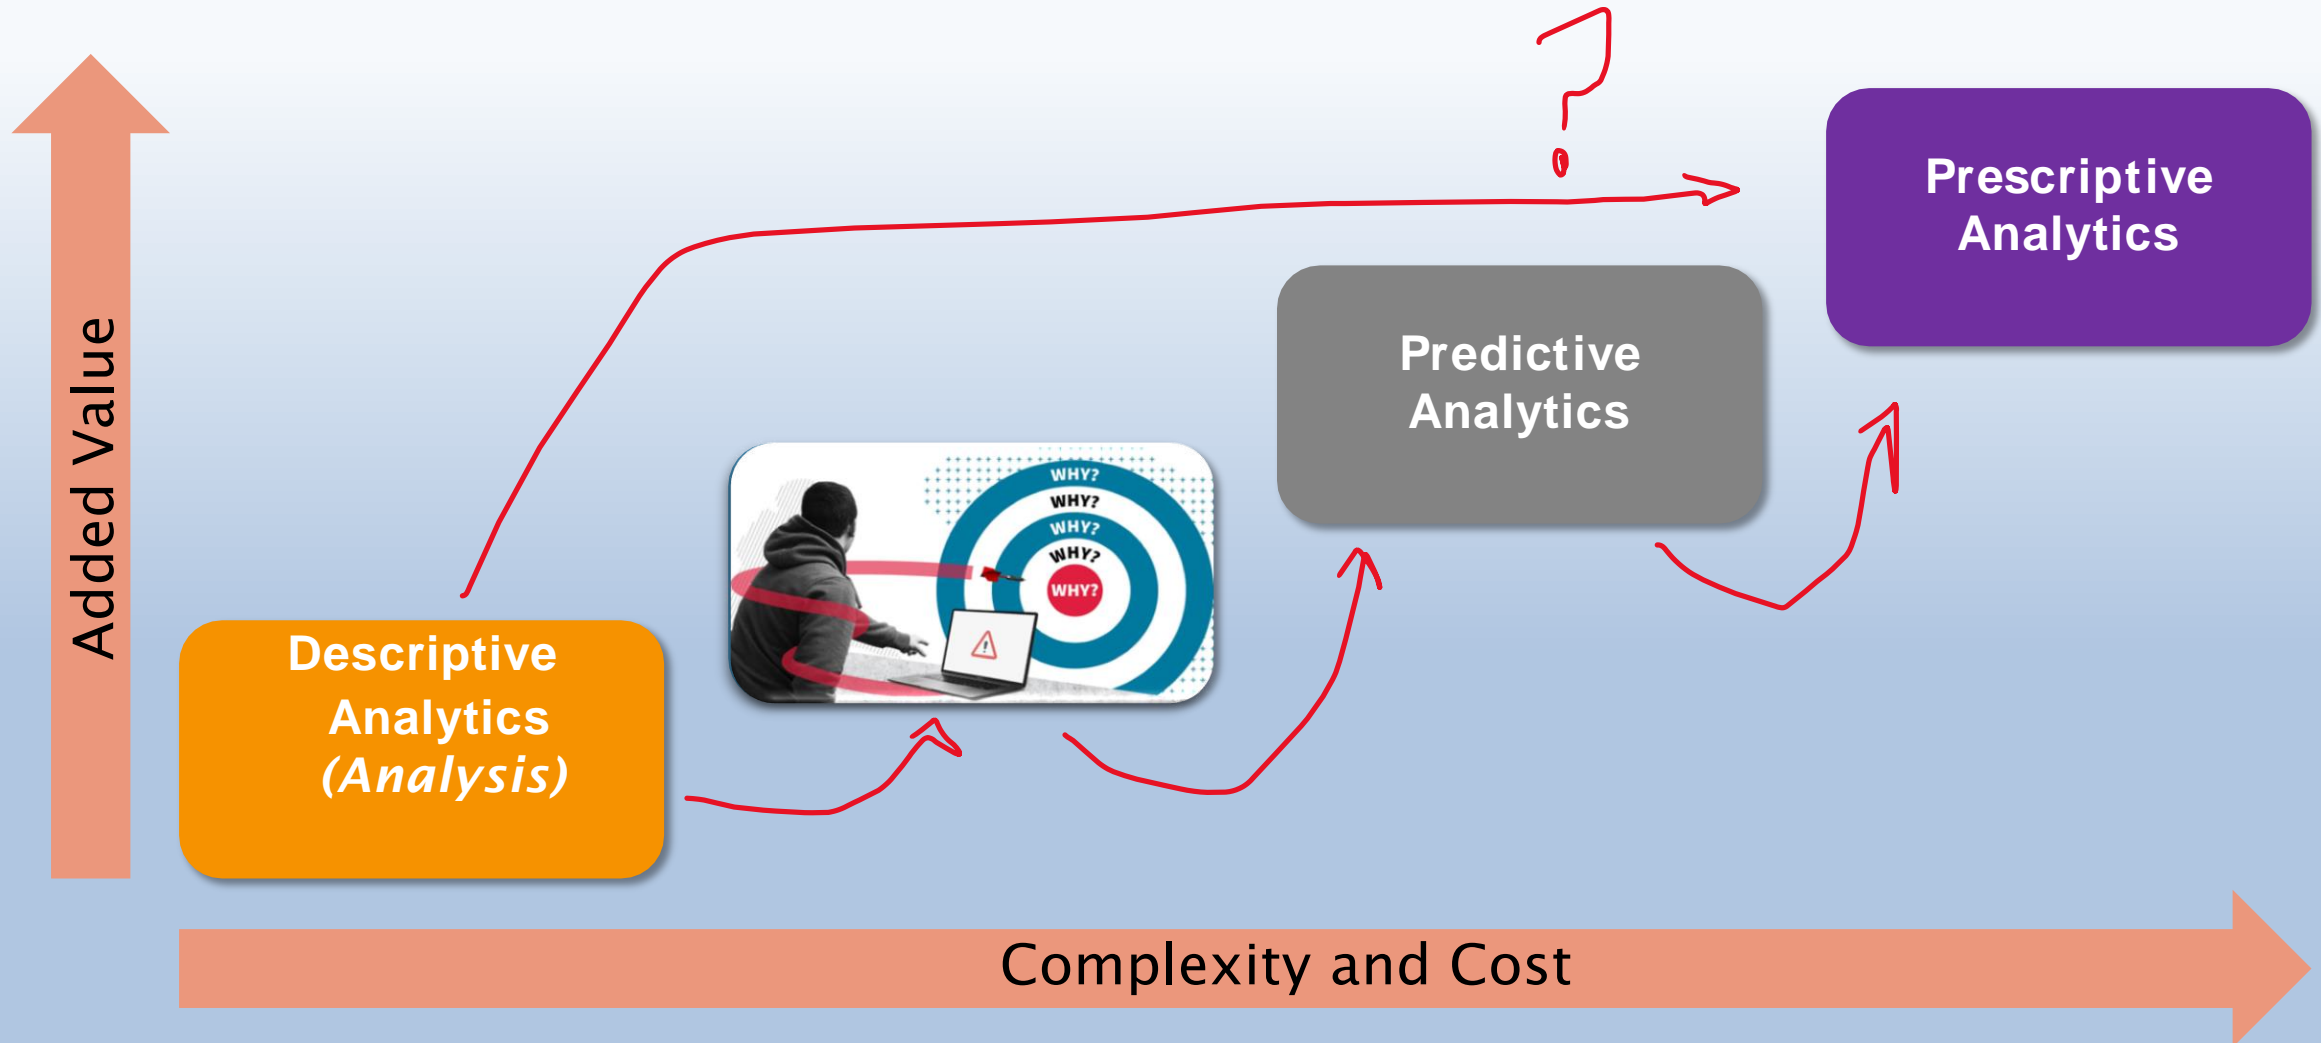 ?
Prescriptive
Analytics
Predictive
Analytics
Added Value
WHY?
WHY?
WHY?
WHY?
WHY?
Descriptive
Analytics
(Analysis)
Complexity and Cost